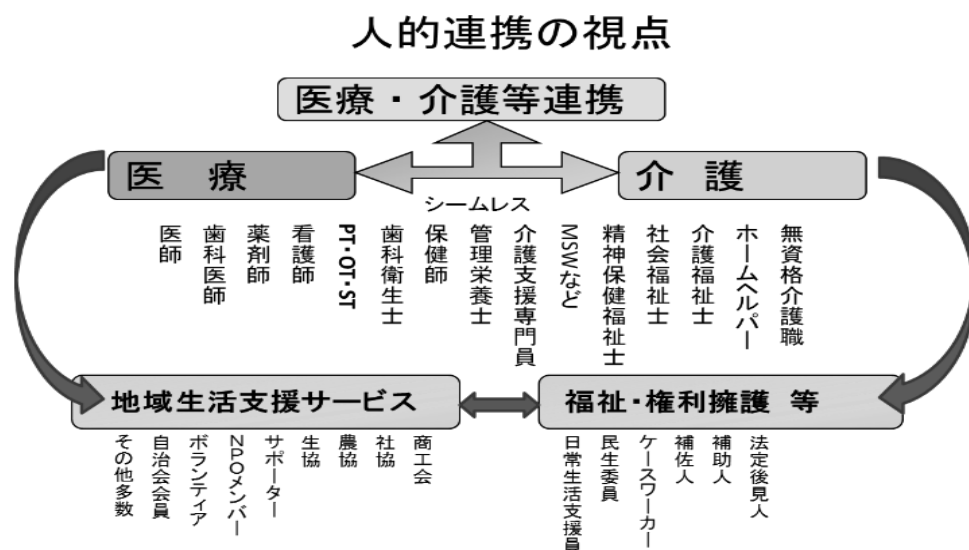 人的連携の視点
医療・介護等連携
医 療
介 護
シームレス
医師
歯科医師
薬剤師
看護師
PT・OT・ST
歯科衛生士
保健師
管理栄養士
介護支援専門員
MSWなど
精神保健福祉士
社会福祉士
介護福祉士
ホームヘルパー
無資格介護職
地域生活支援サービス
福祉・権利擁護 等
その他多数
自治会会員
ボランティア
NPOメンバー
サポーター
生協
農協
社協
商工会
日常生活支援員
民生委員
ケースワーカー
補佐人
補助人
法定後見人